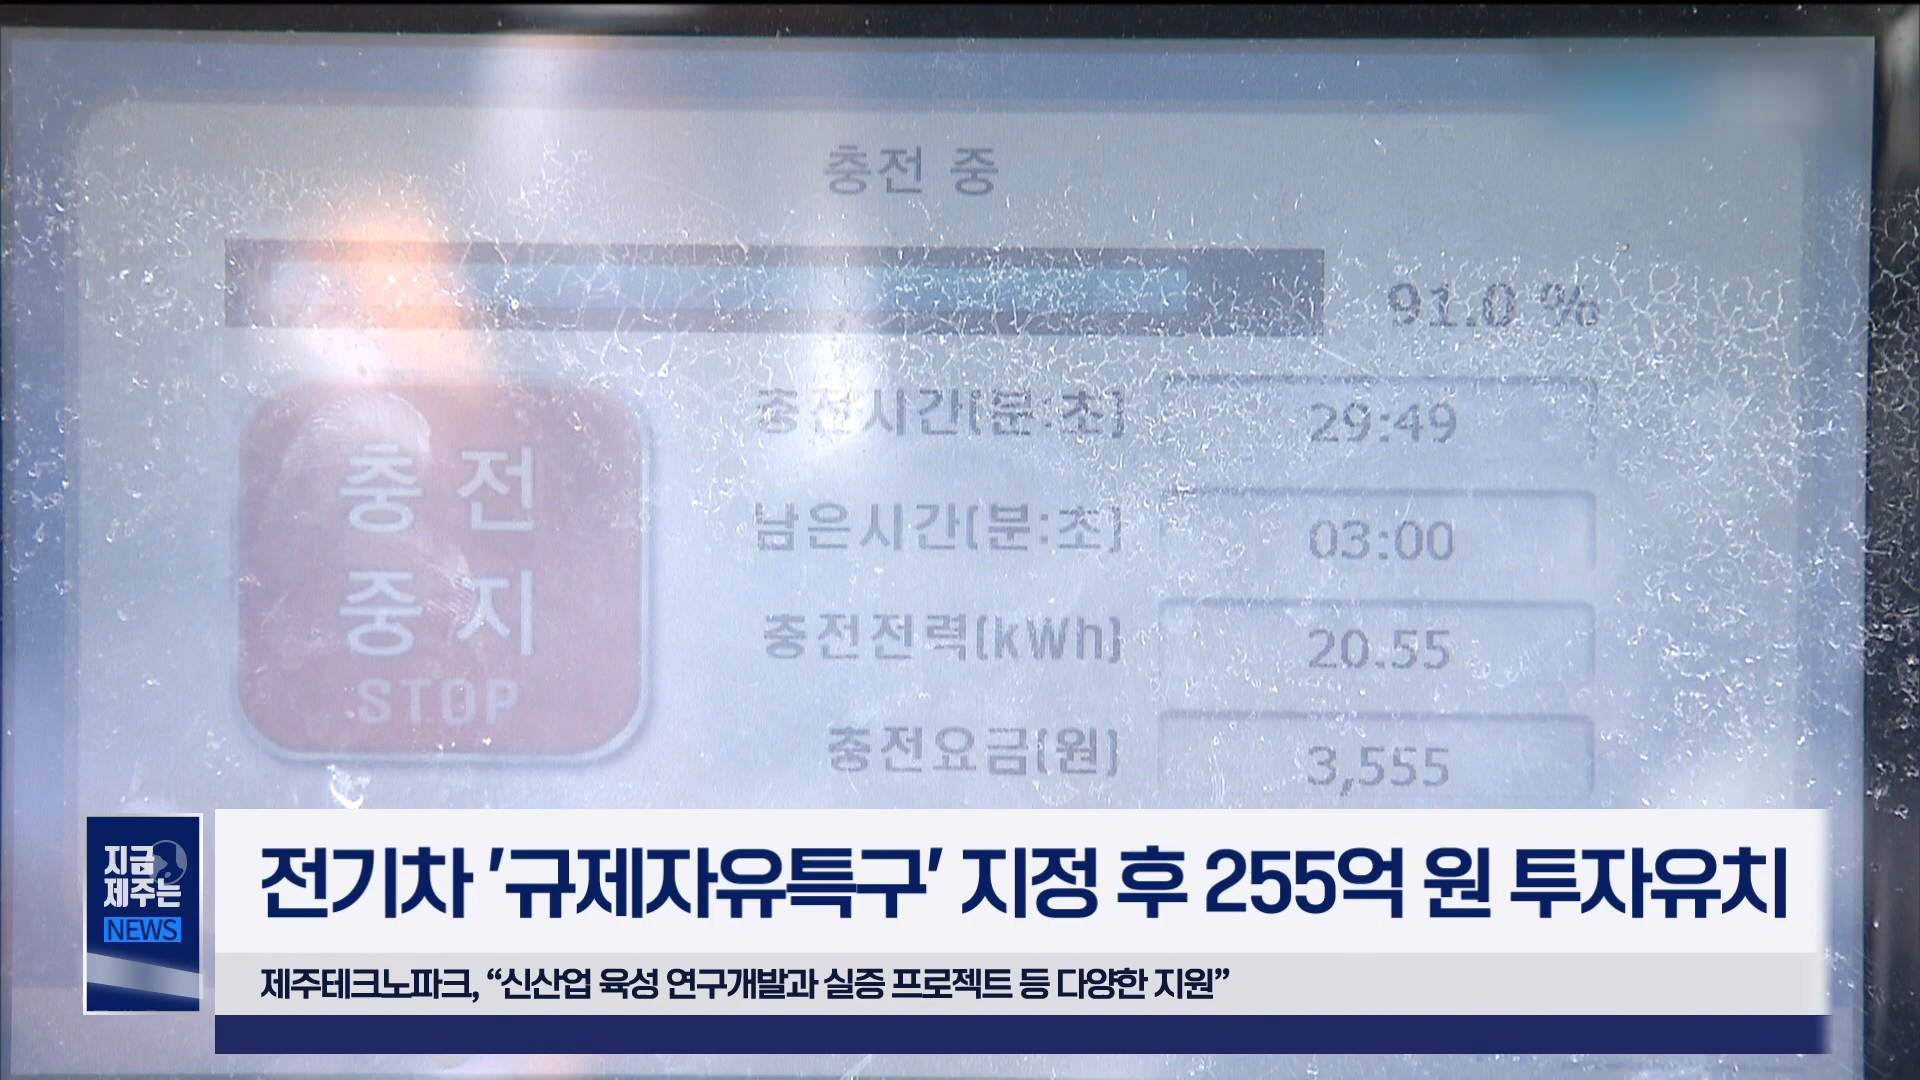 충전 중
91.0 %
충전
중지
STOP
충전시간(분:초) 29:49
남은시간(분:초) 03:00
충전전력(kWh) 20.55
충전요금(원) 3,555
지금
제주는
NEWS
전기차 '규제자유특구' 지정 후 255억 원 투자유치
제주테크노파크, “신산업 육성 연구개발과 실증 프로젝트 등 다양한 지원”